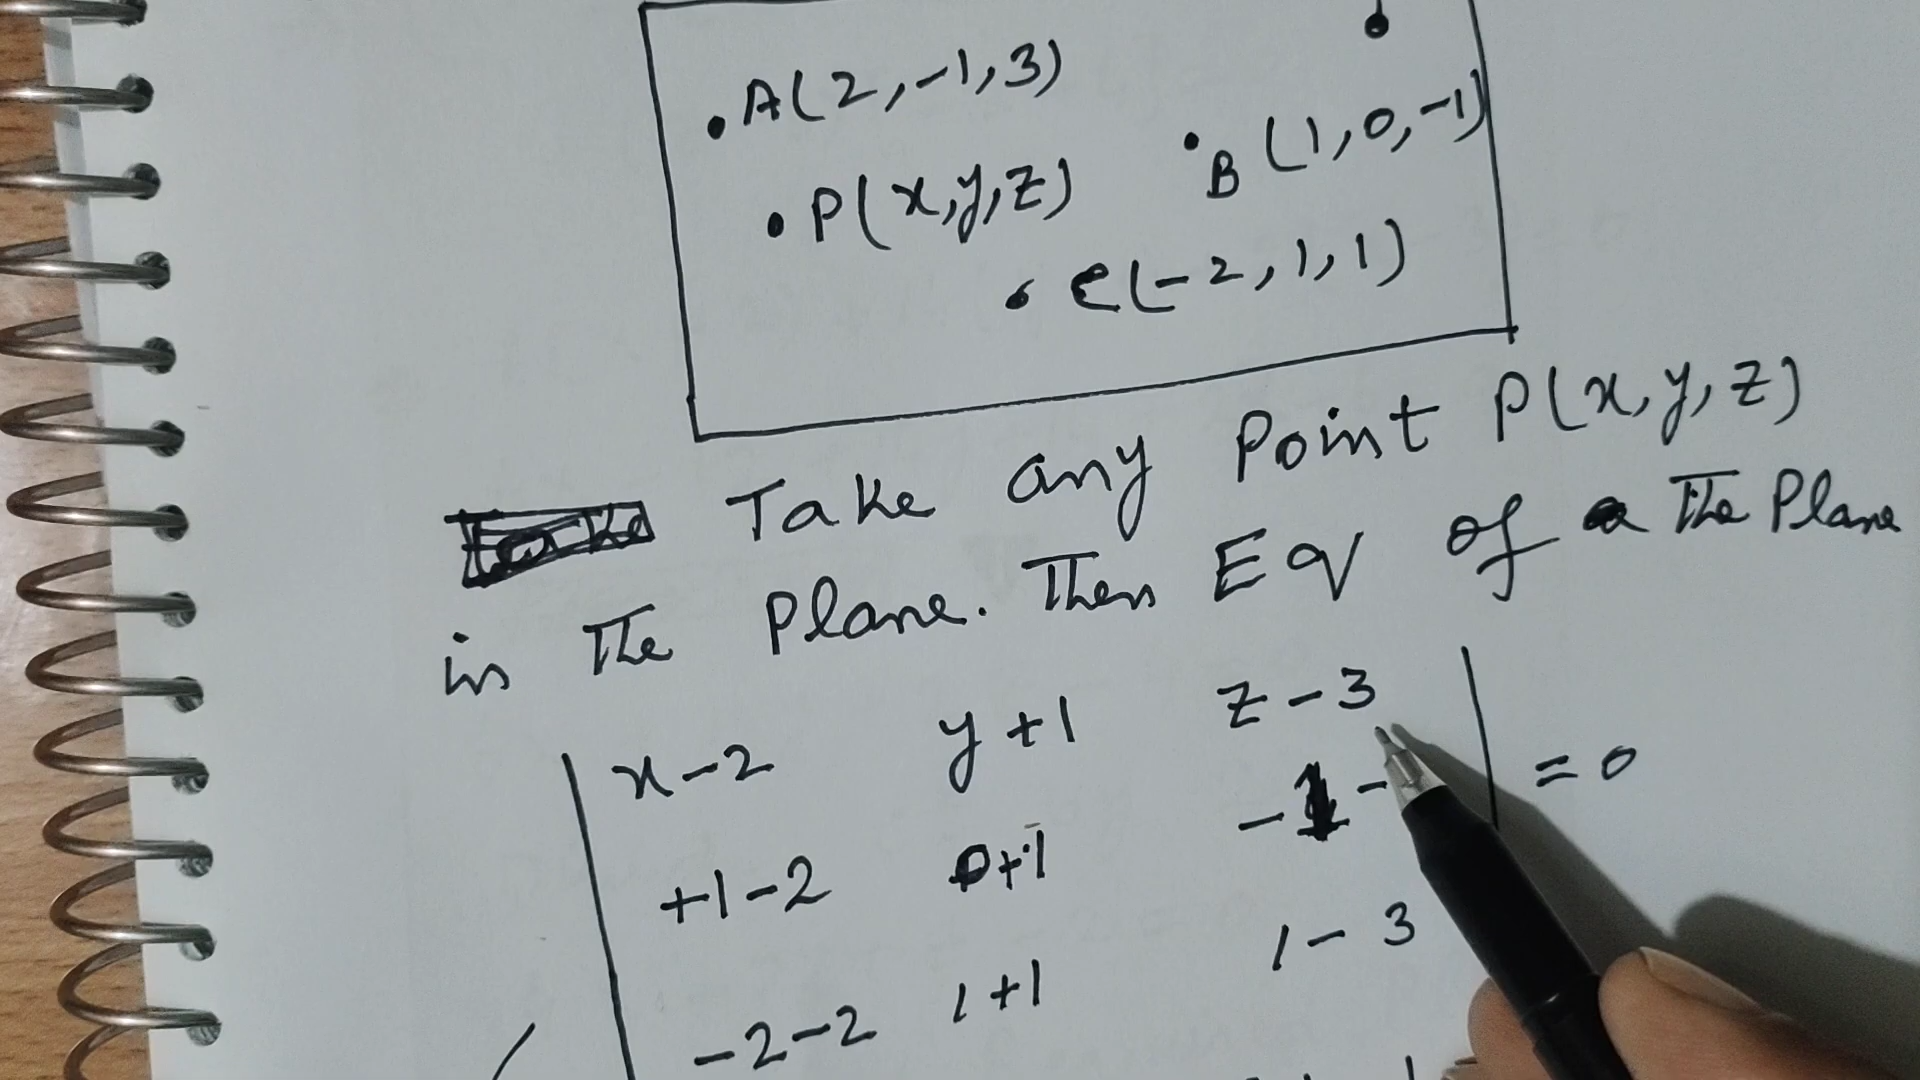 A(2,-1,3)
B(1,0,-1)
P(x,y,z)
C(-2,1,1)
Take any Point P(x,y,z)
in The Plane. Then Eq of The Plane
x-2 y+1 z-3
+1-2 0+1 -1- = 0
-2-2 1+1 1-3